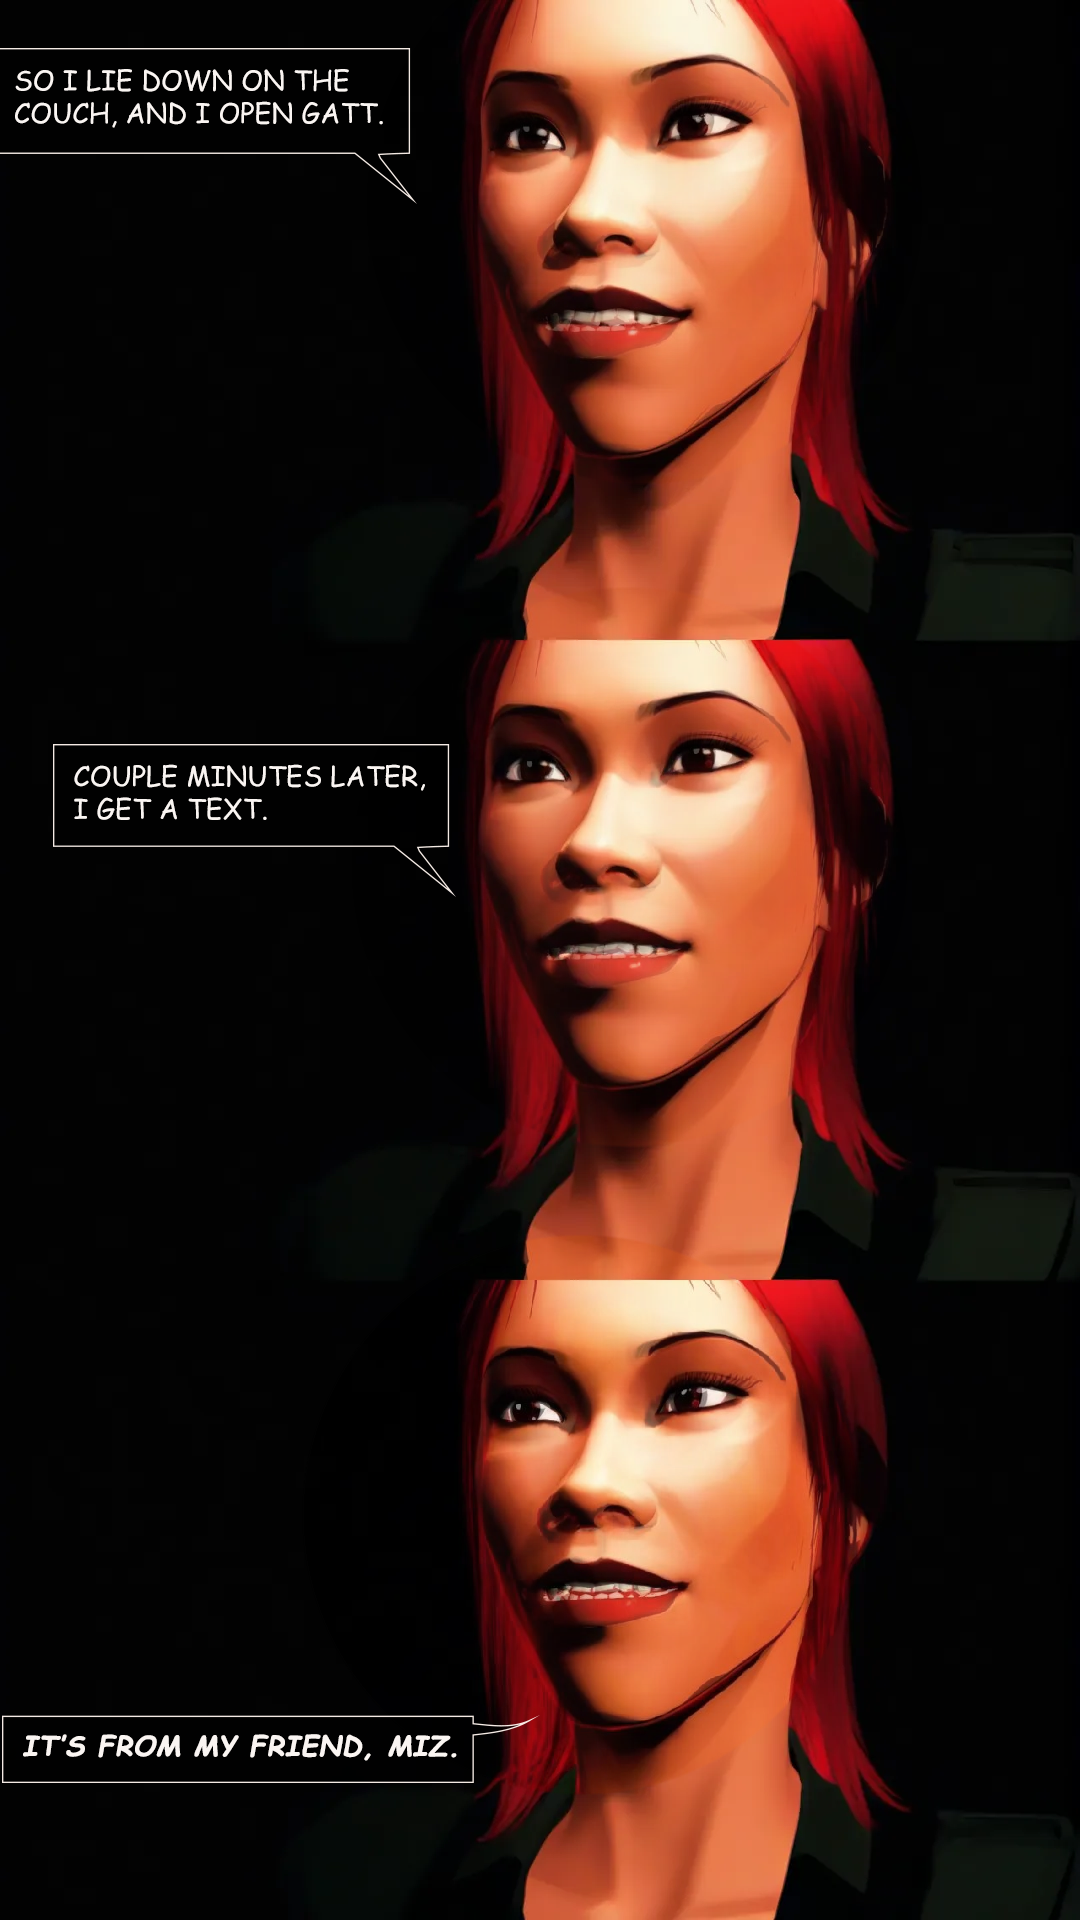 SO I LIE DOWN ON THE
COUCH, AND I OPEN GATT.
COUPLE MINUTES LATER,
I GET A TEXT.
IT'S FROM MY FRIEND, MIZ.